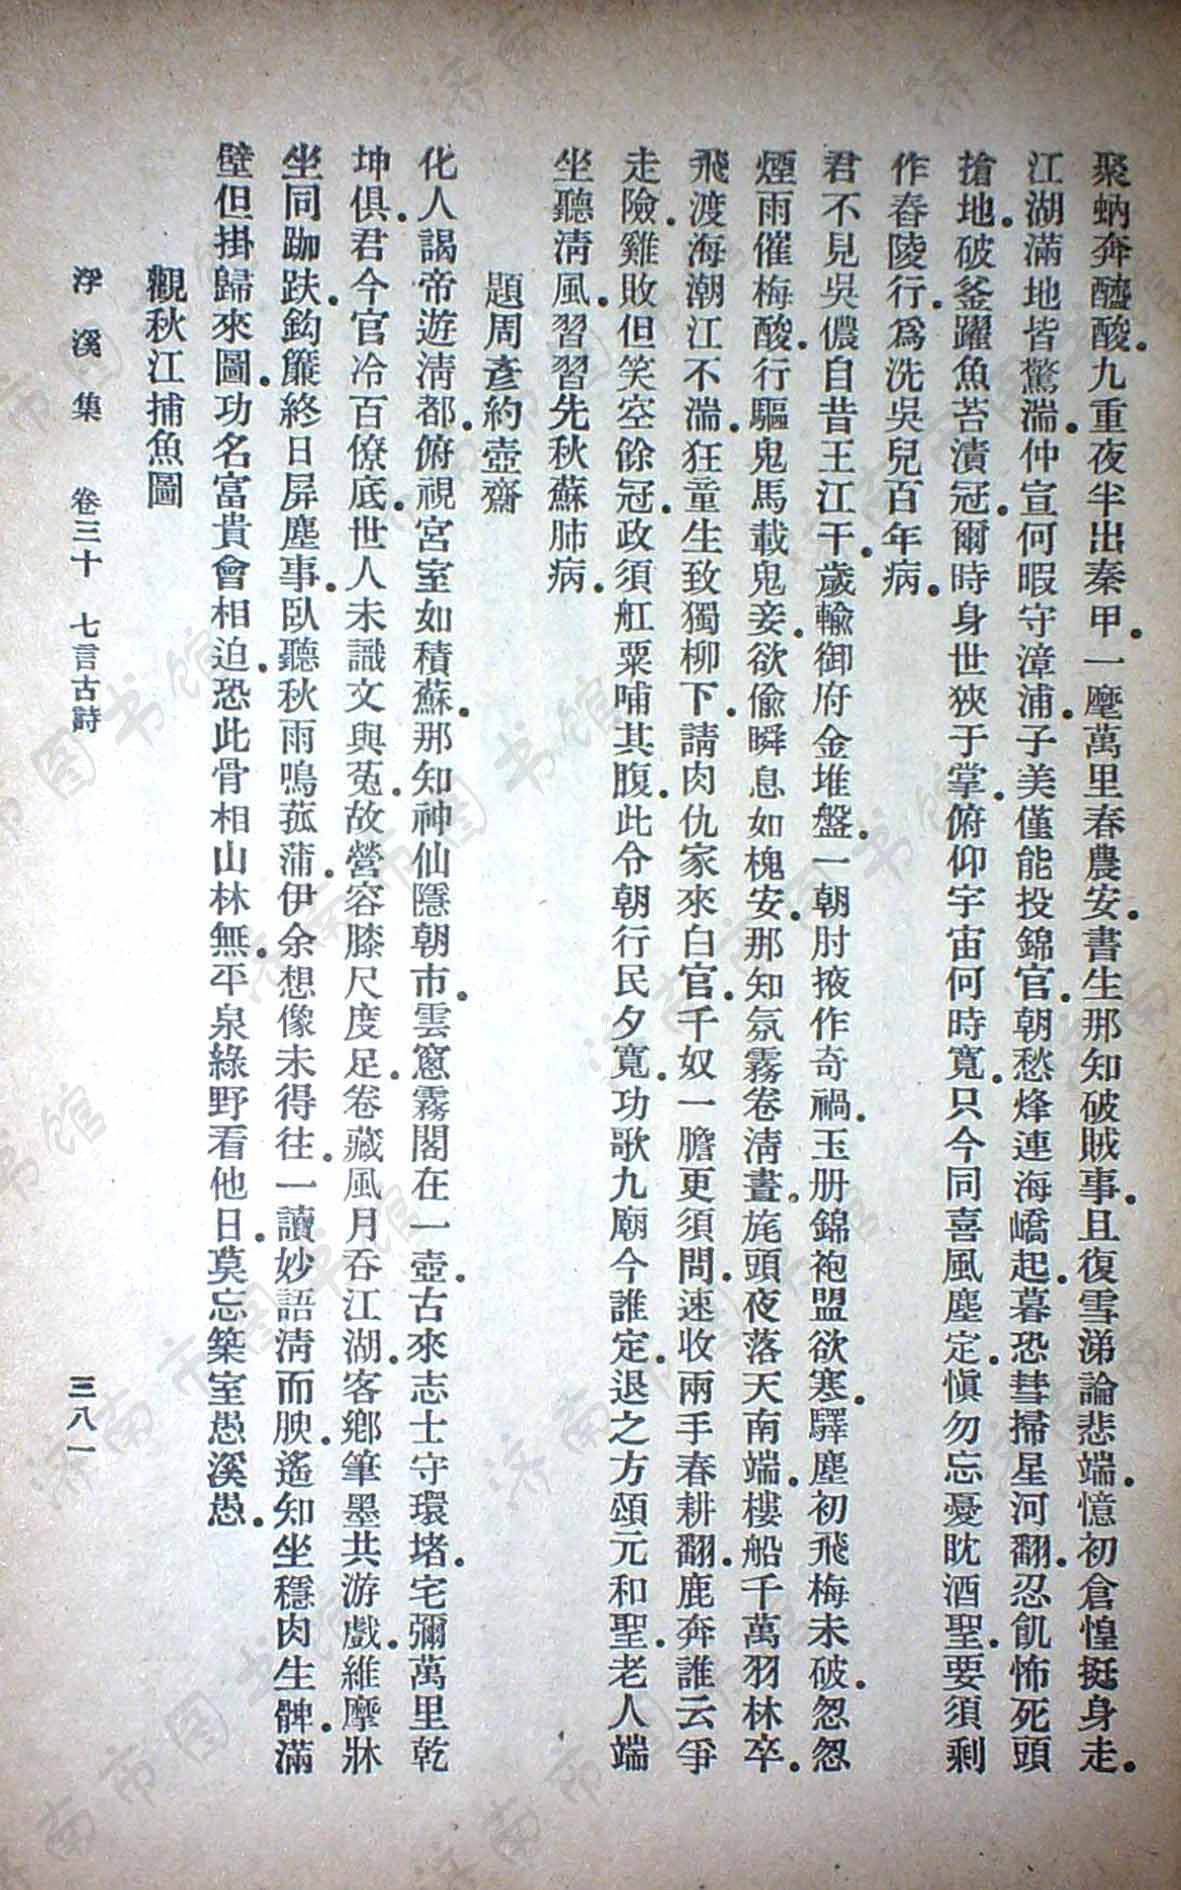 聚蚋奔醯酸。九重夜半出秦甲。一麾萬里春農安。書生那知破賊事。且復雪涕論悲端。憶初倉惶挺身走。
江湖滿地皆驚湍。仲宣何暇守漳浦。子美僅能投錦官。朝愁烽連海嶠起。暮恐彗掃星河翻。忍飢怖死頭
搶地。破釜躍魚苔漬冠。爾時身世狹于掌。俯仰宇宙何時寬。只今同喜風塵定。愼勿忘憂眈酒聖。要須剩
作舂陵行。爲洗吳兒百年病。
君不見吳儂自昔王江干。歲輸御府金堆盤。一朝肘掖作奇禍。玉册錦袍盟欲寒。驛塵初飛梅未破。忽忽
煙雨催梅酸。行驅鬼馬載鬼妾。欲偸瞬息如槐安。那知氛霧卷淸晝。旄頭夜落天南端。樓船千萬羽林卒。
飛渡海潮江不湍。狂童生致獨柳下。請肉仇家來白官。千奴一膽更須問。速收兩手春耕翻。鹿奔誰云爭
走險。雞敗但笑空餘冠。政須舡粟哺其腹。此令朝行民夕寬。功歌九廟今誰定。退之方頌元和聖。老人端
坐聽淸風。習習先秋蘇肺病。
題周彥約壺齋
化人謁帝遊淸都。俯視宮室如積蘇。那知神仙隱朝市。雲窓霧閣在一壺。古來志士守環堵。宅彌萬里乾
坤俱。君今官冷百僚底。世人未識文與菟。故營容膝尺度足。卷藏風月呑江湖。客鄕筆墨共游戲。維摩牀
坐同跏趺。鈎簾終日屛塵事。臥聽秋雨鳴菰蒲。伊余想像未得往。一讀妙語淸而腴。遙知坐穩肉生髀。滿
壁但掛歸來圖。功名富貴會相迫。恐此骨相山林無。平泉綠野看他日。莫忘築室愚溪愚。
觀秋江捕魚圖
浮溪集 卷三十 七言古詩 三八一
济南市图书馆